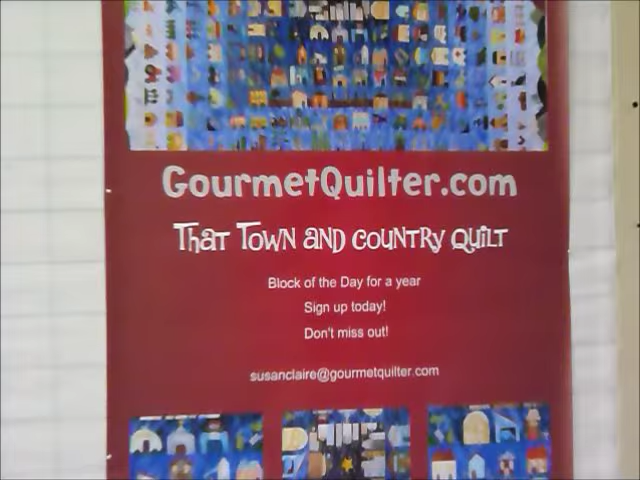 GourmetQuilter.com
That Town and Country Quilt
Block of the Day for a year
Sign up today!
Don't miss out!
susanclaire@gourmetquilter.com